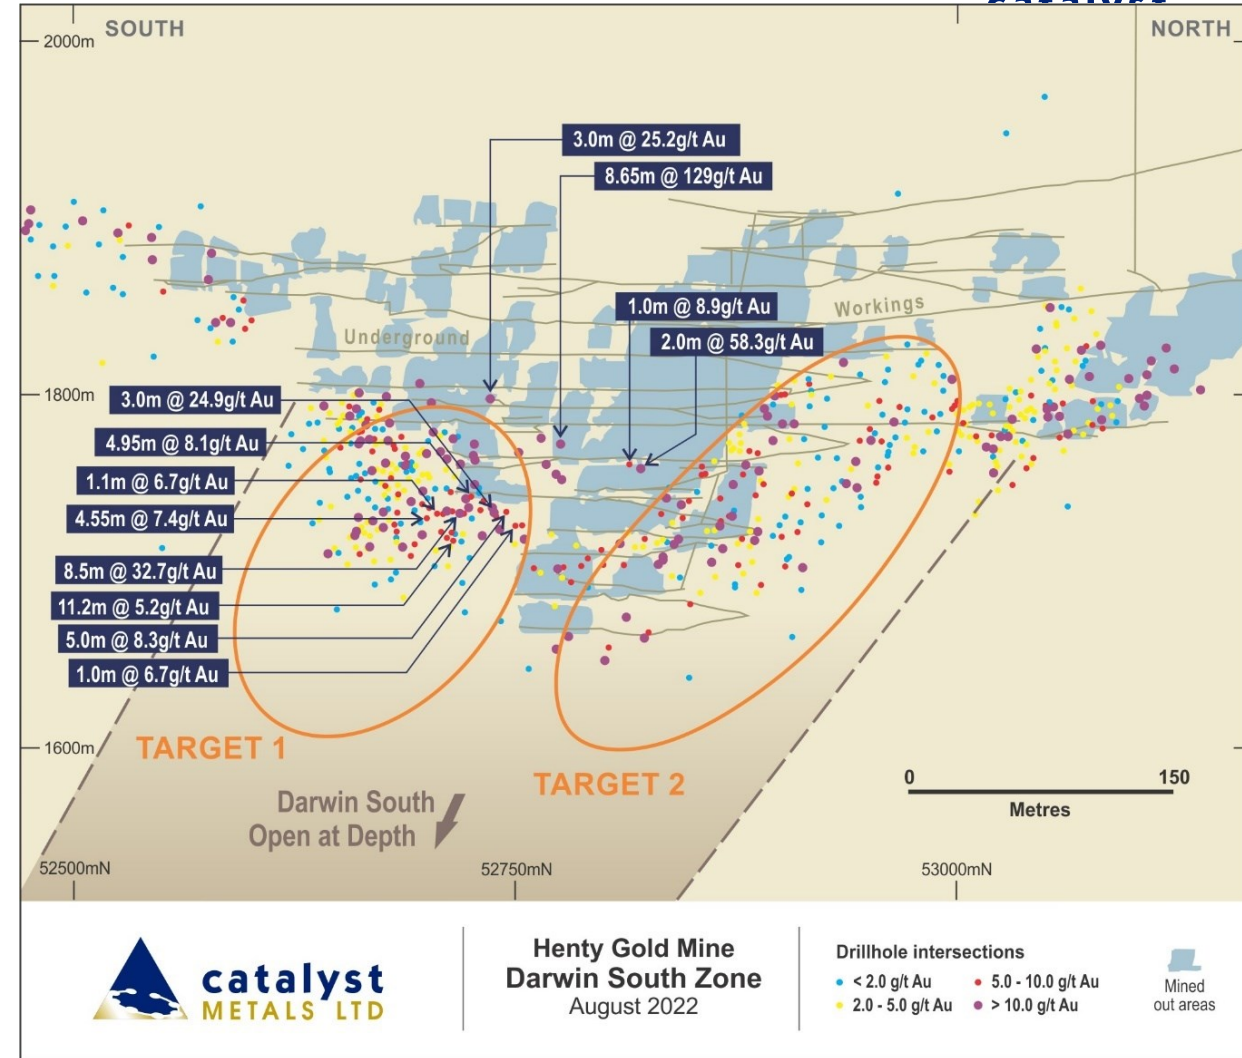 catalyst
SOUTH
NORTH
2000m
3.0m @ 25.2g/t Au
8.65m @ 129g/t Au
1.0m @ 8.9g/t Au
Workings
Underground
2.0m @ 58.3g/t Au
1800m
3.0m @ 24.9g/t Au
4.95m @ 8.1g/t Au
1.1m @ 6.7g/t Au
4.55m @ 7.4g/t Au
8.5m @ 32.7g/t Au
11.2m @ 5.2g/t Au
5.0m @ 8.3g/t Au
1.0m @ 6.7g/t Au
1600m
TARGET 1
TARGET 2
0 150
Metres
Darwin South
Open at Depth
52500mN
52750mN
53000mN
catalyst
METALS LTD
Henty Gold Mine
Darwin South Zone
August 2022
Drillhole intersections
< 2.0 g/t Au
5.0 - 10.0 g/t Au
2.0 - 5.0 g/t Au
> 10.0 g/t Au
Mined
out areas